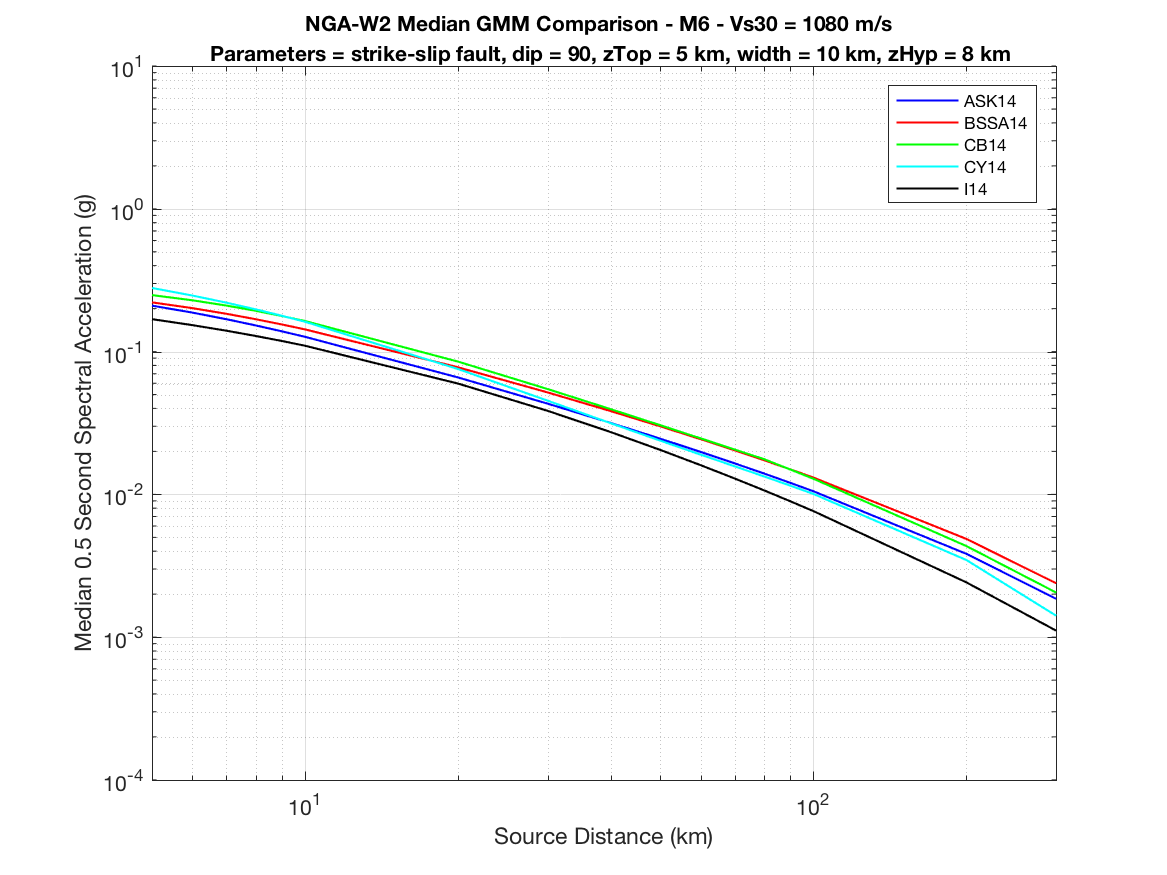 NGA-W2 Median GMM Comparison - M6 - Vs30 = 1080 m/s
Parameters = strike-slip fault, dip = 90, zTop = 5 km, width = 10 km, zHyp = 8 km
ASK14
BSSA14
CB14
CY14
I14
Median 0.5 Second Spectral Acceleration (g)
10^1
10^0
10^-1
10^-2
10^-3
10^-4
10^1
10^2
Source Distance (km)